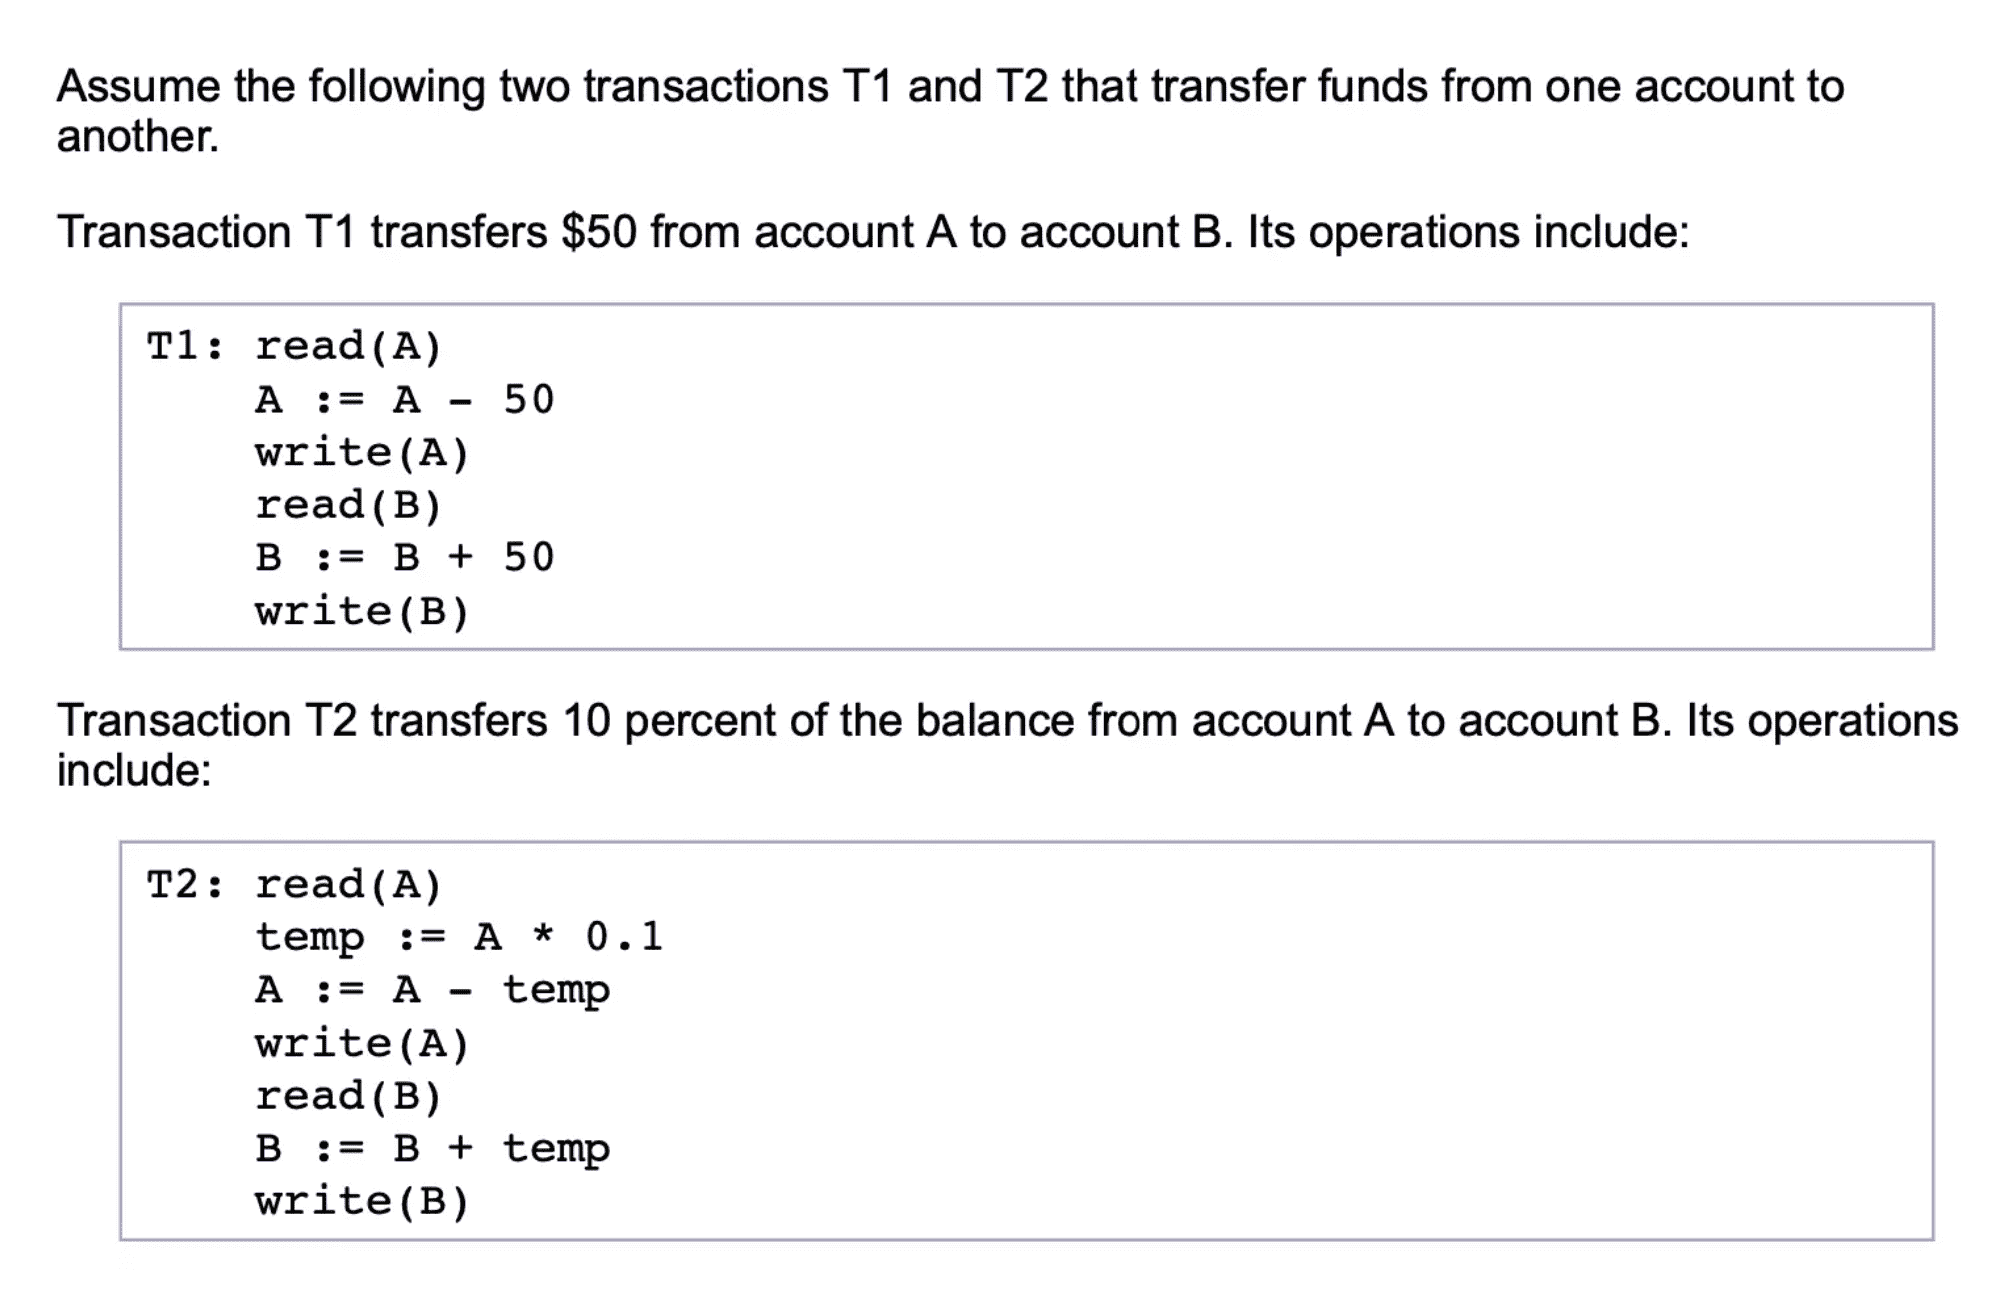 Assume the following two transactions T1 and T2 that transfer funds from one account to
another.
Transaction T1 transfers $50 from account A to account B. Its operations include:
T1: read(A)
A := A - 50
write(A)
read(B)
B := B + 50
write(B)
Transaction T2 transfers 10 percent of the balance from account A to account B. Its operations
include:
T2: read(A)
temp := A * 0.1
A := A - temp
write(A)
read(B)
B := B + temp
write(B)